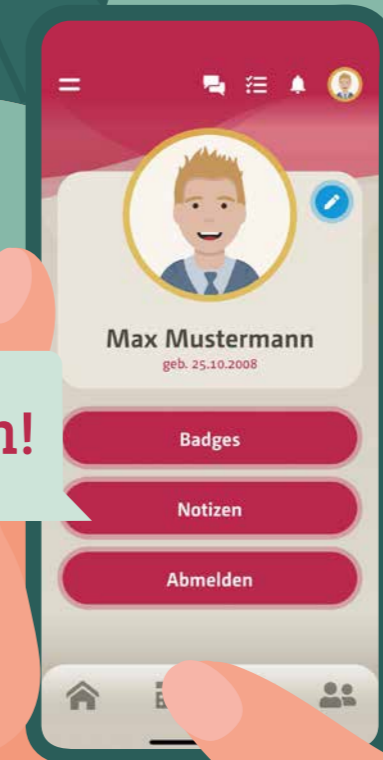 Max Mustermann
geb. 25.10.2008
Badges
Notizen
Abmelden